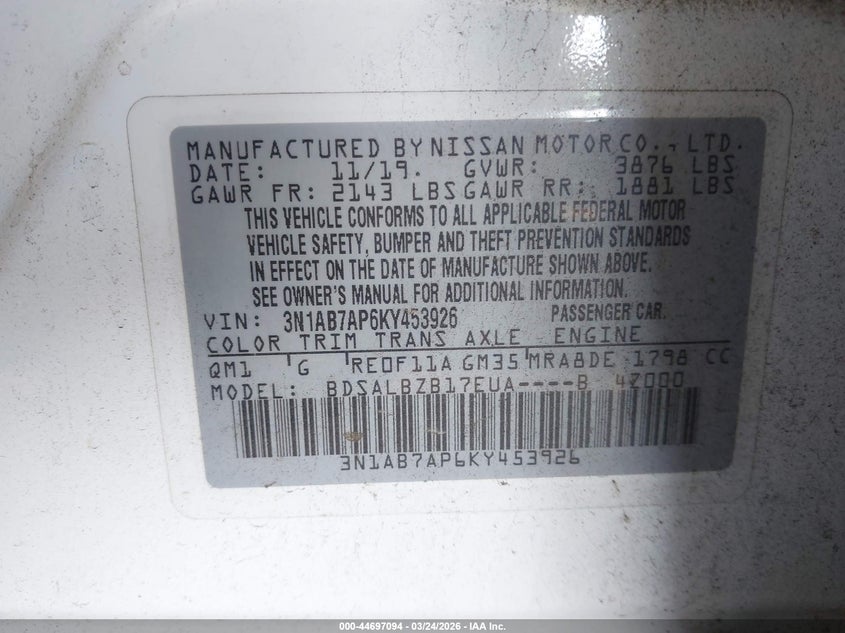 MANUFACTURED BY NISSAN MOTOR CO., LTD.
DATE: 11/19. GVWR: 3876 LBS
GAWR FR: 2143 LBS GAWR RR: 1881 LBS
THIS VEHICLE CONFORMS TO ALL APPLICABLE FEDERAL MOTOR
VEHICLE SAFETY, BUMPER AND THEFT PREVENTION STANDARDS
IN EFFECT ON THE DATE OF MANUFACTURE SHOWN ABOVE.
SEE OWNER'S MANUAL FOR ADDITIONAL INFORMATION.
VIN: 3N1AB7AP6KY453926 PASSENGER CAR.
COLOR TRIM TRANS AXLE ENGINE
QM1 G RE0F11A GM35 MRA8DE 1798 CC
MODEL: BDSALBZB17EUA----B 4Z000
3N1AB7AP6KY453926
000-44697094 | 03/24/2026 | IAA Inc.